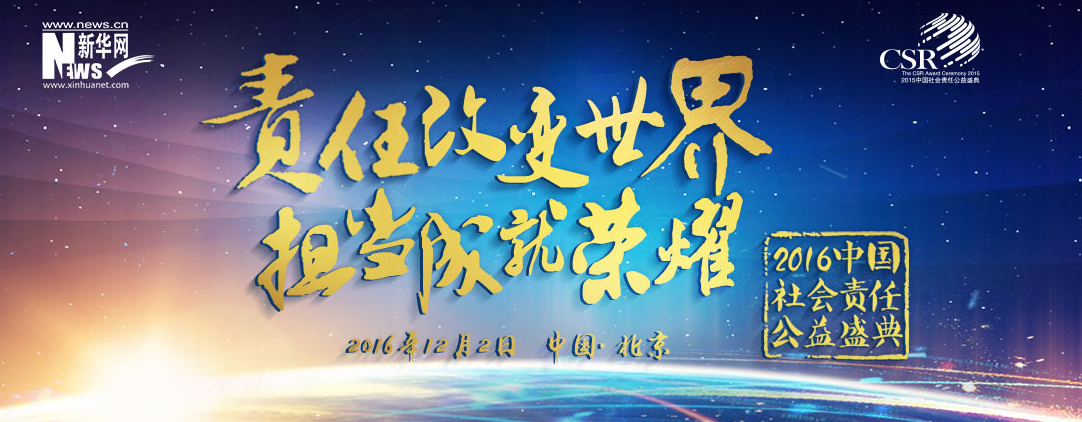 www.news.cn
新华网
NEWS
www.xinhuanet.com
CSR
The CSR Award Ceremony 2015
2015中国社会责任公益盛典
责任改变世界
担当成就荣耀
2016中国
社会责任
公益盛典
2016年12月2日 中国·北京